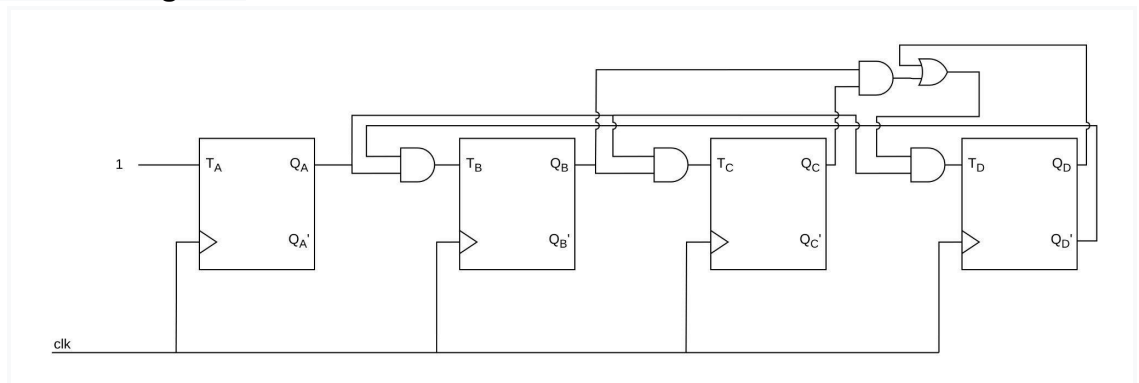 1
T_A Q_A
Q_A'
T_B Q_B
Q_B'
T_C Q_C
Q_C'
T_D Q_D
Q_D'
clk